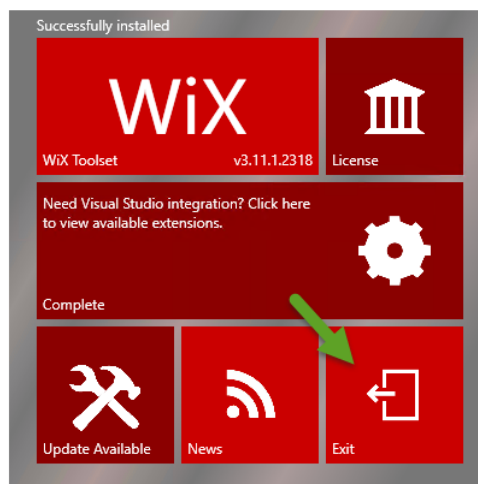 Successfully installed
WiX
WiX Toolset v3.11.1.2318
License
Need Visual Studio integration? Click here
to view available extensions.
Complete
Update Available
News
Exit